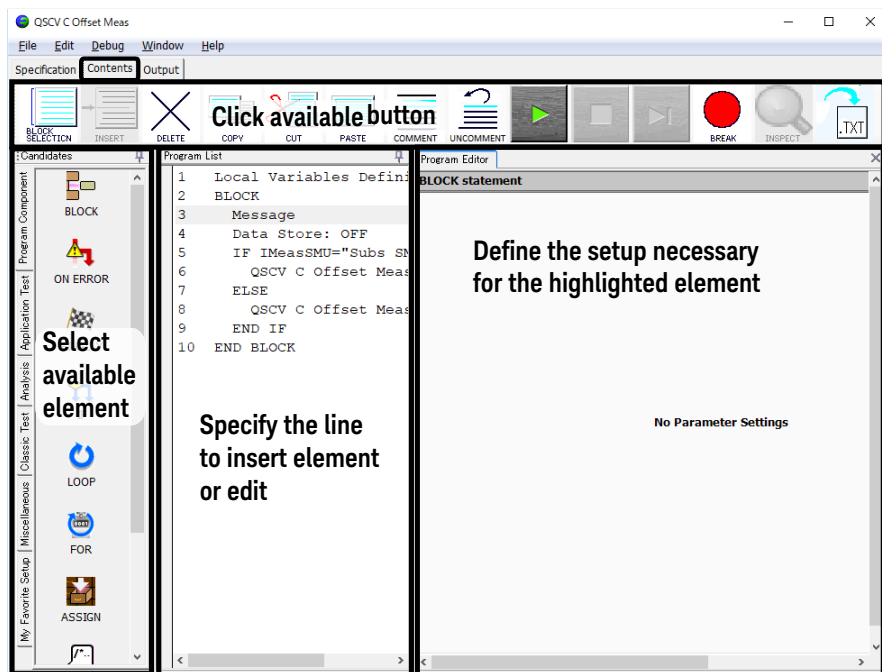 QSCV C Offset Meas
File Edit Debug Window Help
Specification Contents Output
BLOCK SELECTION INSERT DELETE COPY CUT PASTE COMMENT UNCOMMENT BREAK INSPECT .TXT
Click available button
Candidates
Program Component
Application Test
Analysis
Classic Test
Miscellaneous
My Favorite Setup
BLOCK
ON ERROR
Select
available
element
LOOP
FOR
ASSIGN
Program List
1 Local Variables Defini
2 BLOCK
3 Message
4 Data Store: OFF
5 IF IMeasSMU="Subs SM
6 QSCV C Offset Meas
7 ELSE
8 QSCV C Offset Meas
9 END IF
10 END BLOCK
Specify the line
to insert element
or edit
Program Editor
BLOCK statement
Define the setup necessary
for the highlighted element
No Parameter Settings